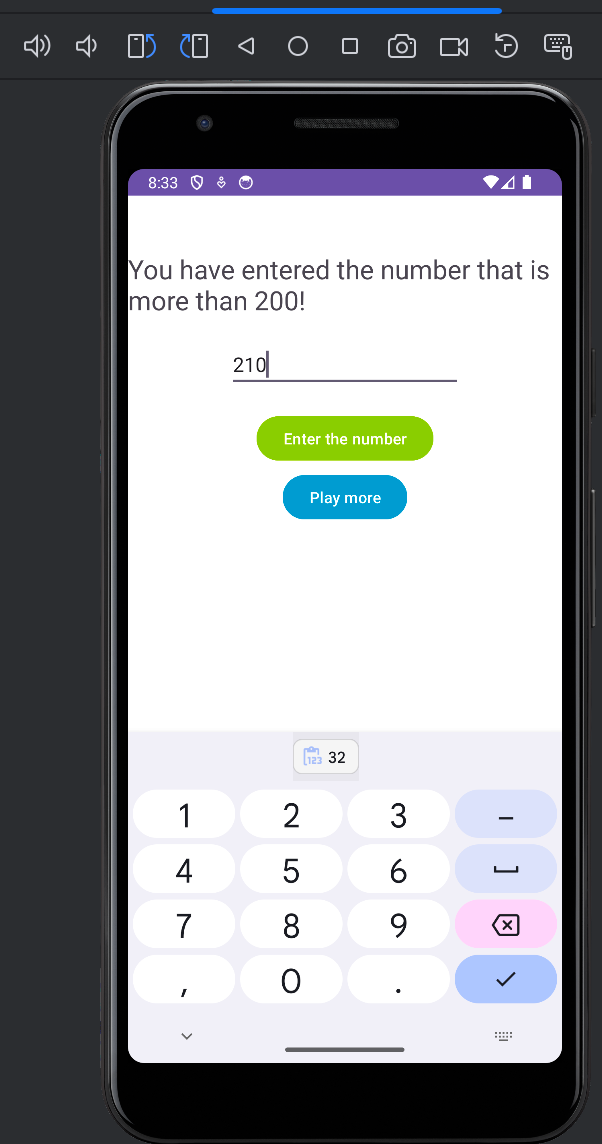 8:33
You have entered the number that is
more than 200!
210
Enter the number
Play more
123 32
1 2 3 –
4 5 6
7 8 9
, 0 .